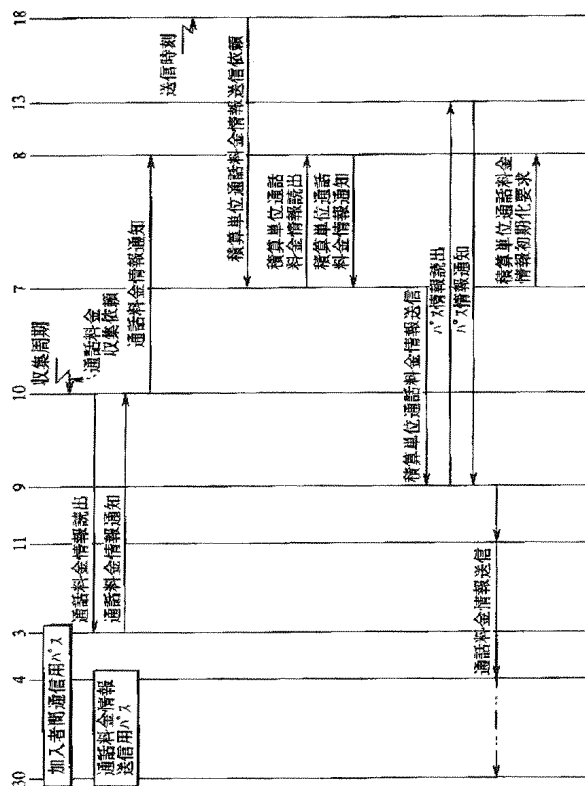 30
4
3
11
9
10
7
8
13
18
加入者間通信用パス
通話料金情報
送信用パス
通話料金情報読出
通話料金情報通知
収集周期
通話料金
収集依頼
通話料金情報通知
送信時刻
積算単位通話料金情報送信依頼
積算単位通話
料金情報読出
積算単位通話
料金情報通知
積算単位通話料金情報送信
パス情報読出
パス情報通知
通話料金情報送信
積算単位通話料金
情報初期化要求